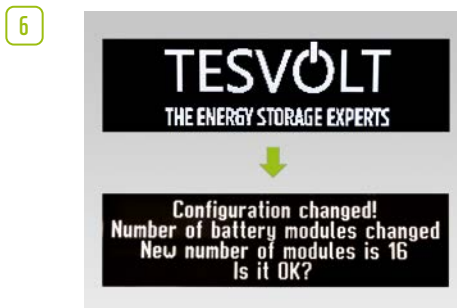 6
TESVOLT
THE ENERGY STORAGE EXPERTS
Configuration changed!
Number of battery modules changed
New number of modules is 16
Is it OK?